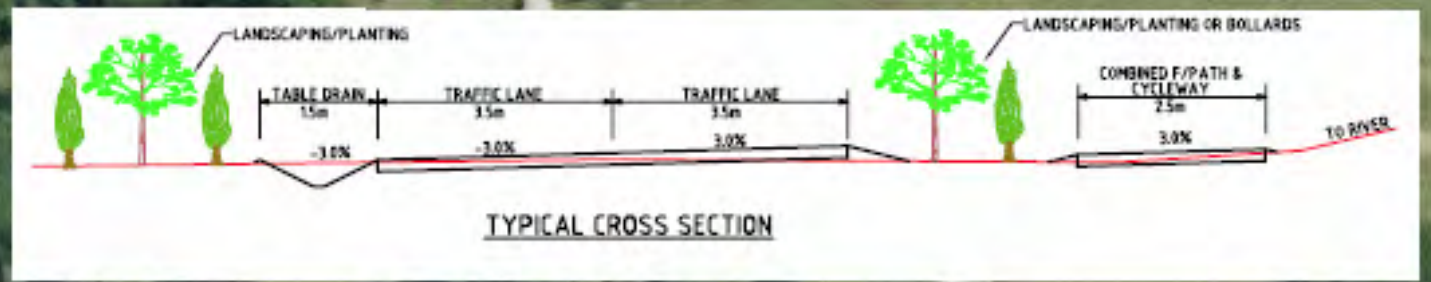 LANDSCAPING/PLANTING
LANDSCAPING/PLANTING OR BOLLARDS
TABLE DRAIN
1.5m
TRAFFIC LANE
3.5m
TRAFFIC LANE
3.5m
COMBINED F/PATH &
CYCLEWAY
2.5m
-3.0%
-3.0%
3.0%
3.0%
TO RIVER
TYPICAL CROSS SECTION